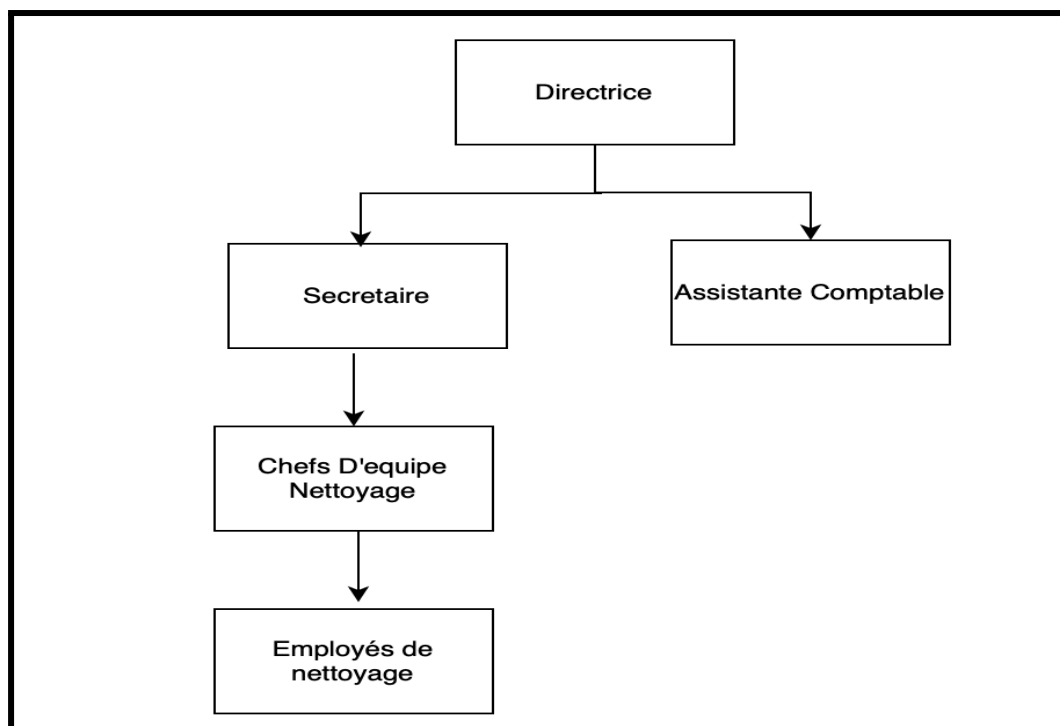 Directrice
Secretaire
Assistante Comptable
Chefs D'equipe
Nettoyage
Employés de
nettoyage